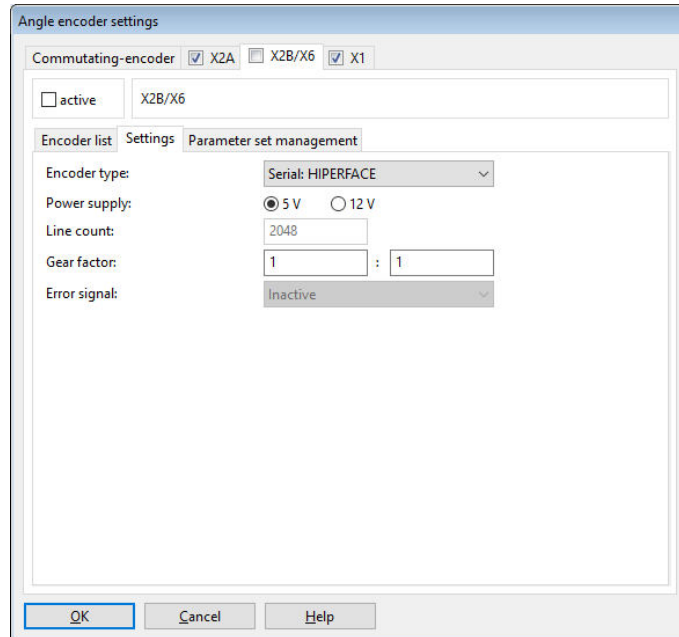 Angle encoder settings
Commutating-encoder X2A X2B/X6 X1
active X2B/X6
Encoder list Settings Parameter set management
Encoder type: Serial: HIPERFACE
Power supply: 5 V 12 V
Line count: 2048
Gear factor: 1 : 1
Error signal: Inactive
OK Cancel Help